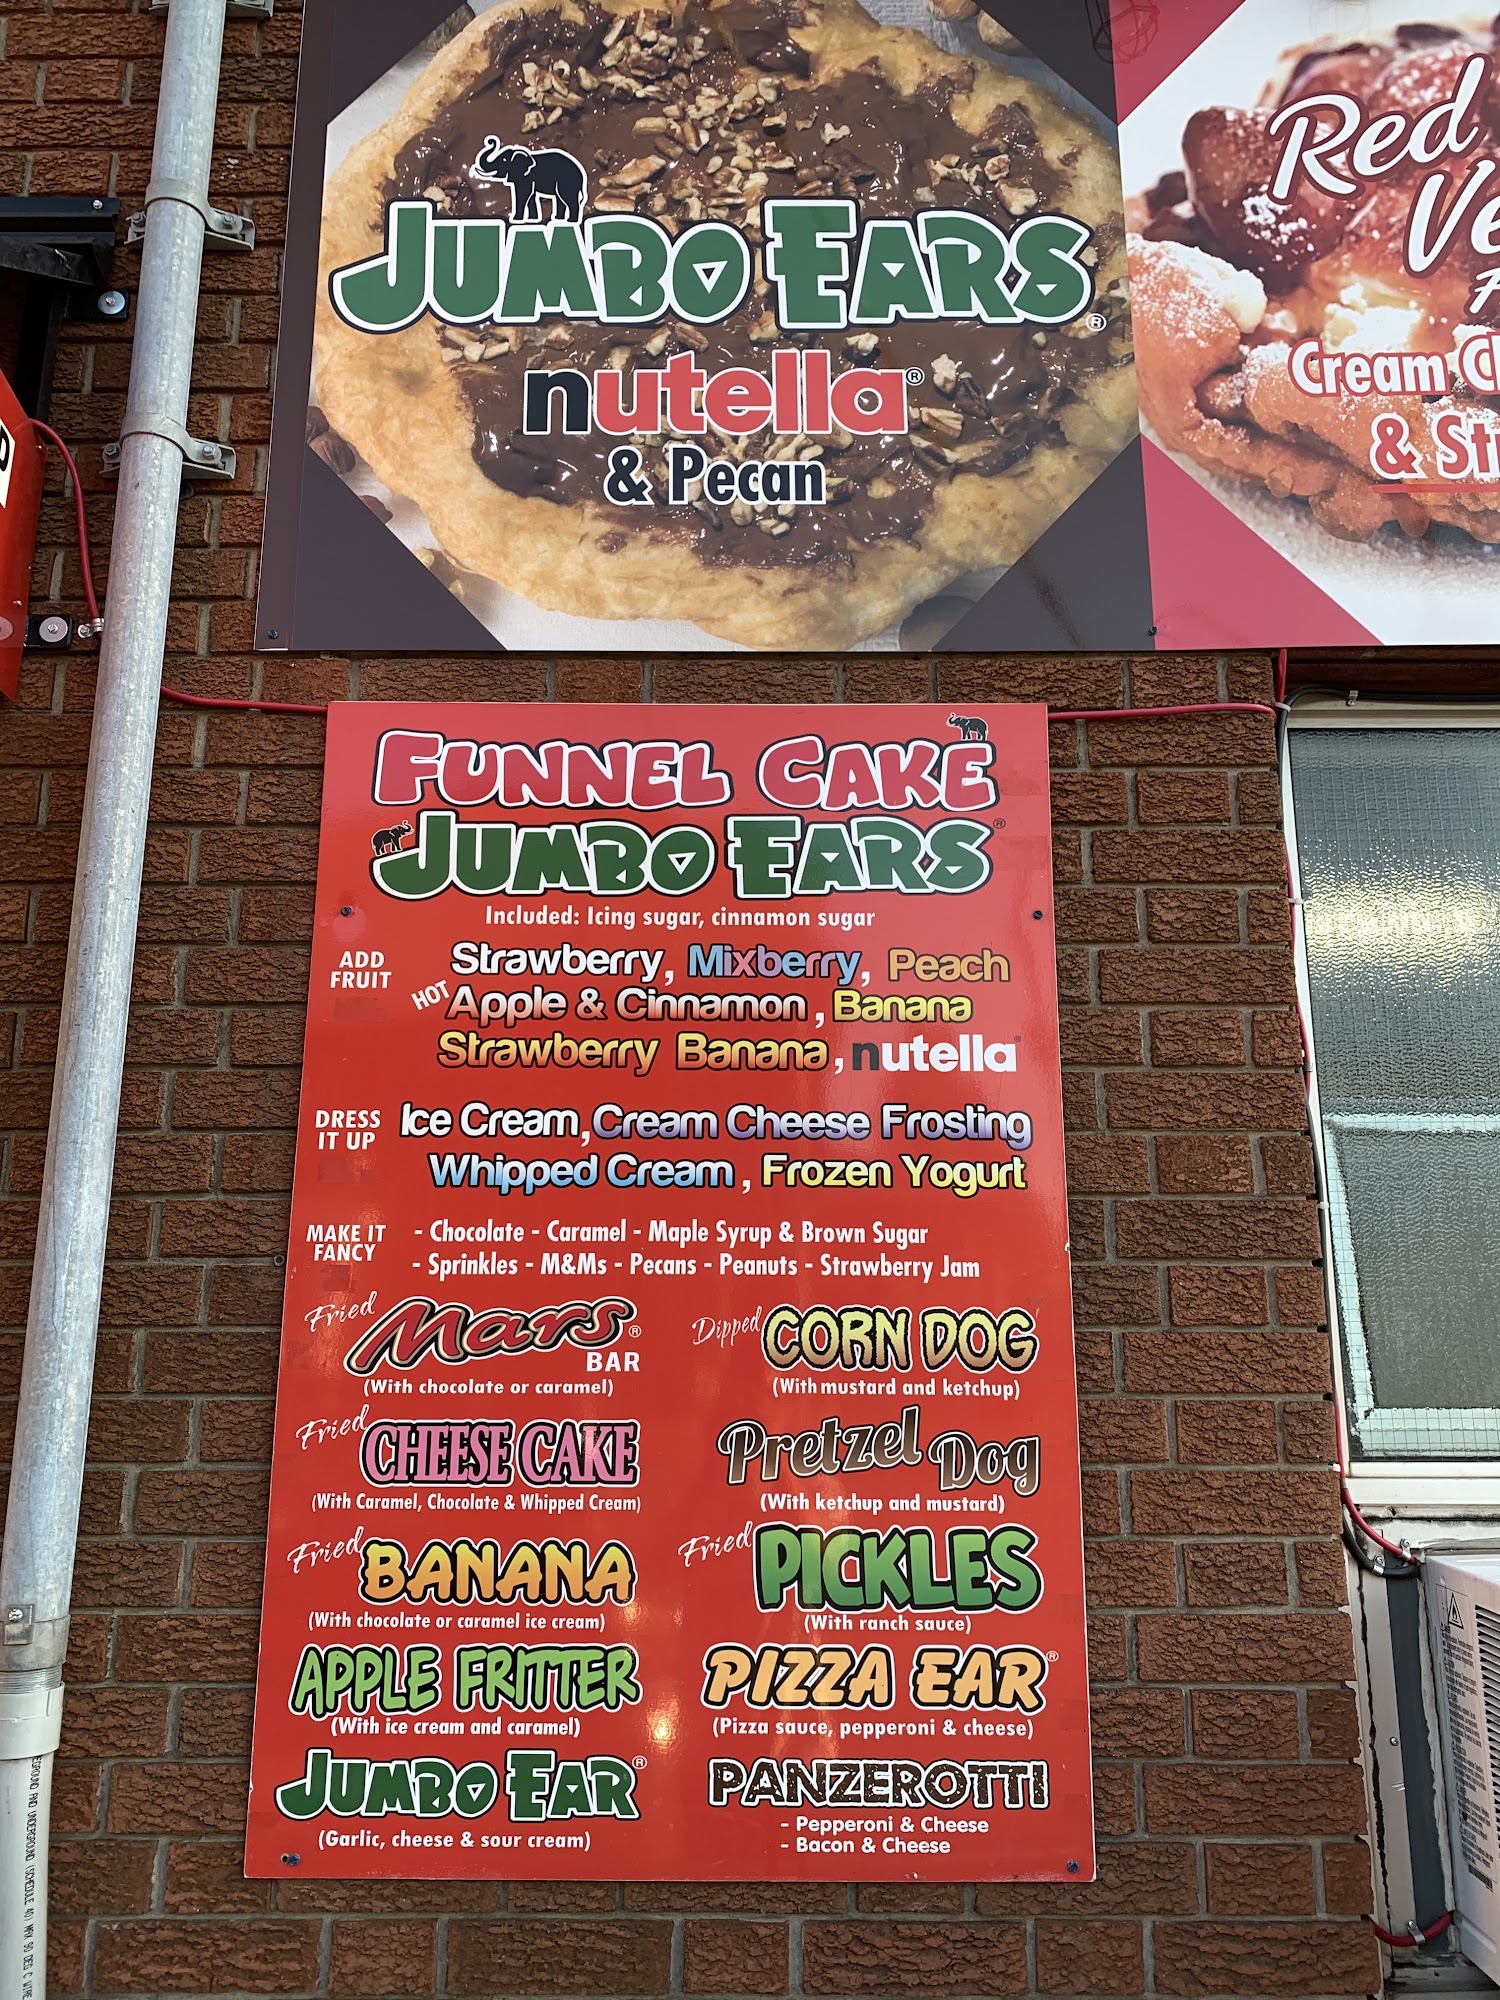 JUMBO EARS®
nutella®
& Pecan
Red
Cream
&
FUNNEL CAKE
JUMBO EARS®
Included: Icing sugar, cinnamon sugar
ADD
FRUIT
Strawberry, Mixberry, Peach
HOT Apple & Cinnamon, Banana
Strawberry Banana, nutella
DRESS
IT UP
Ice Cream, Cream Cheese Frosting
Whipped Cream, Frozen Yogurt
MAKE IT
FANCY
- Chocolate - Caramel - Maple Syrup & Brown Sugar
- Sprinkles - M&Ms - Pecans - Peanuts - Strawberry Jam
Fried Mars®
BAR
(With chocolate or caramel)
Dipped CORN DOG
(With mustard and ketchup)
Fried CHEESE CAKE
(With Caramel, Chocolate & Whipped Cream)
Pretzel Dog
(With ketchup and mustard)
Fried BANANA
(With chocolate or caramel ice cream)
Fried PICKLES
(With ranch sauce)
APPLE FRITTER
(With ice cream and caramel)
PIZZA EAR®
(Pizza sauce, pepperoni & cheese)
JUMBO EAR®
(Garlic, cheese & sour cream)
PANZEROTTI
- Pepperoni & Cheese
- Bacon & Cheese